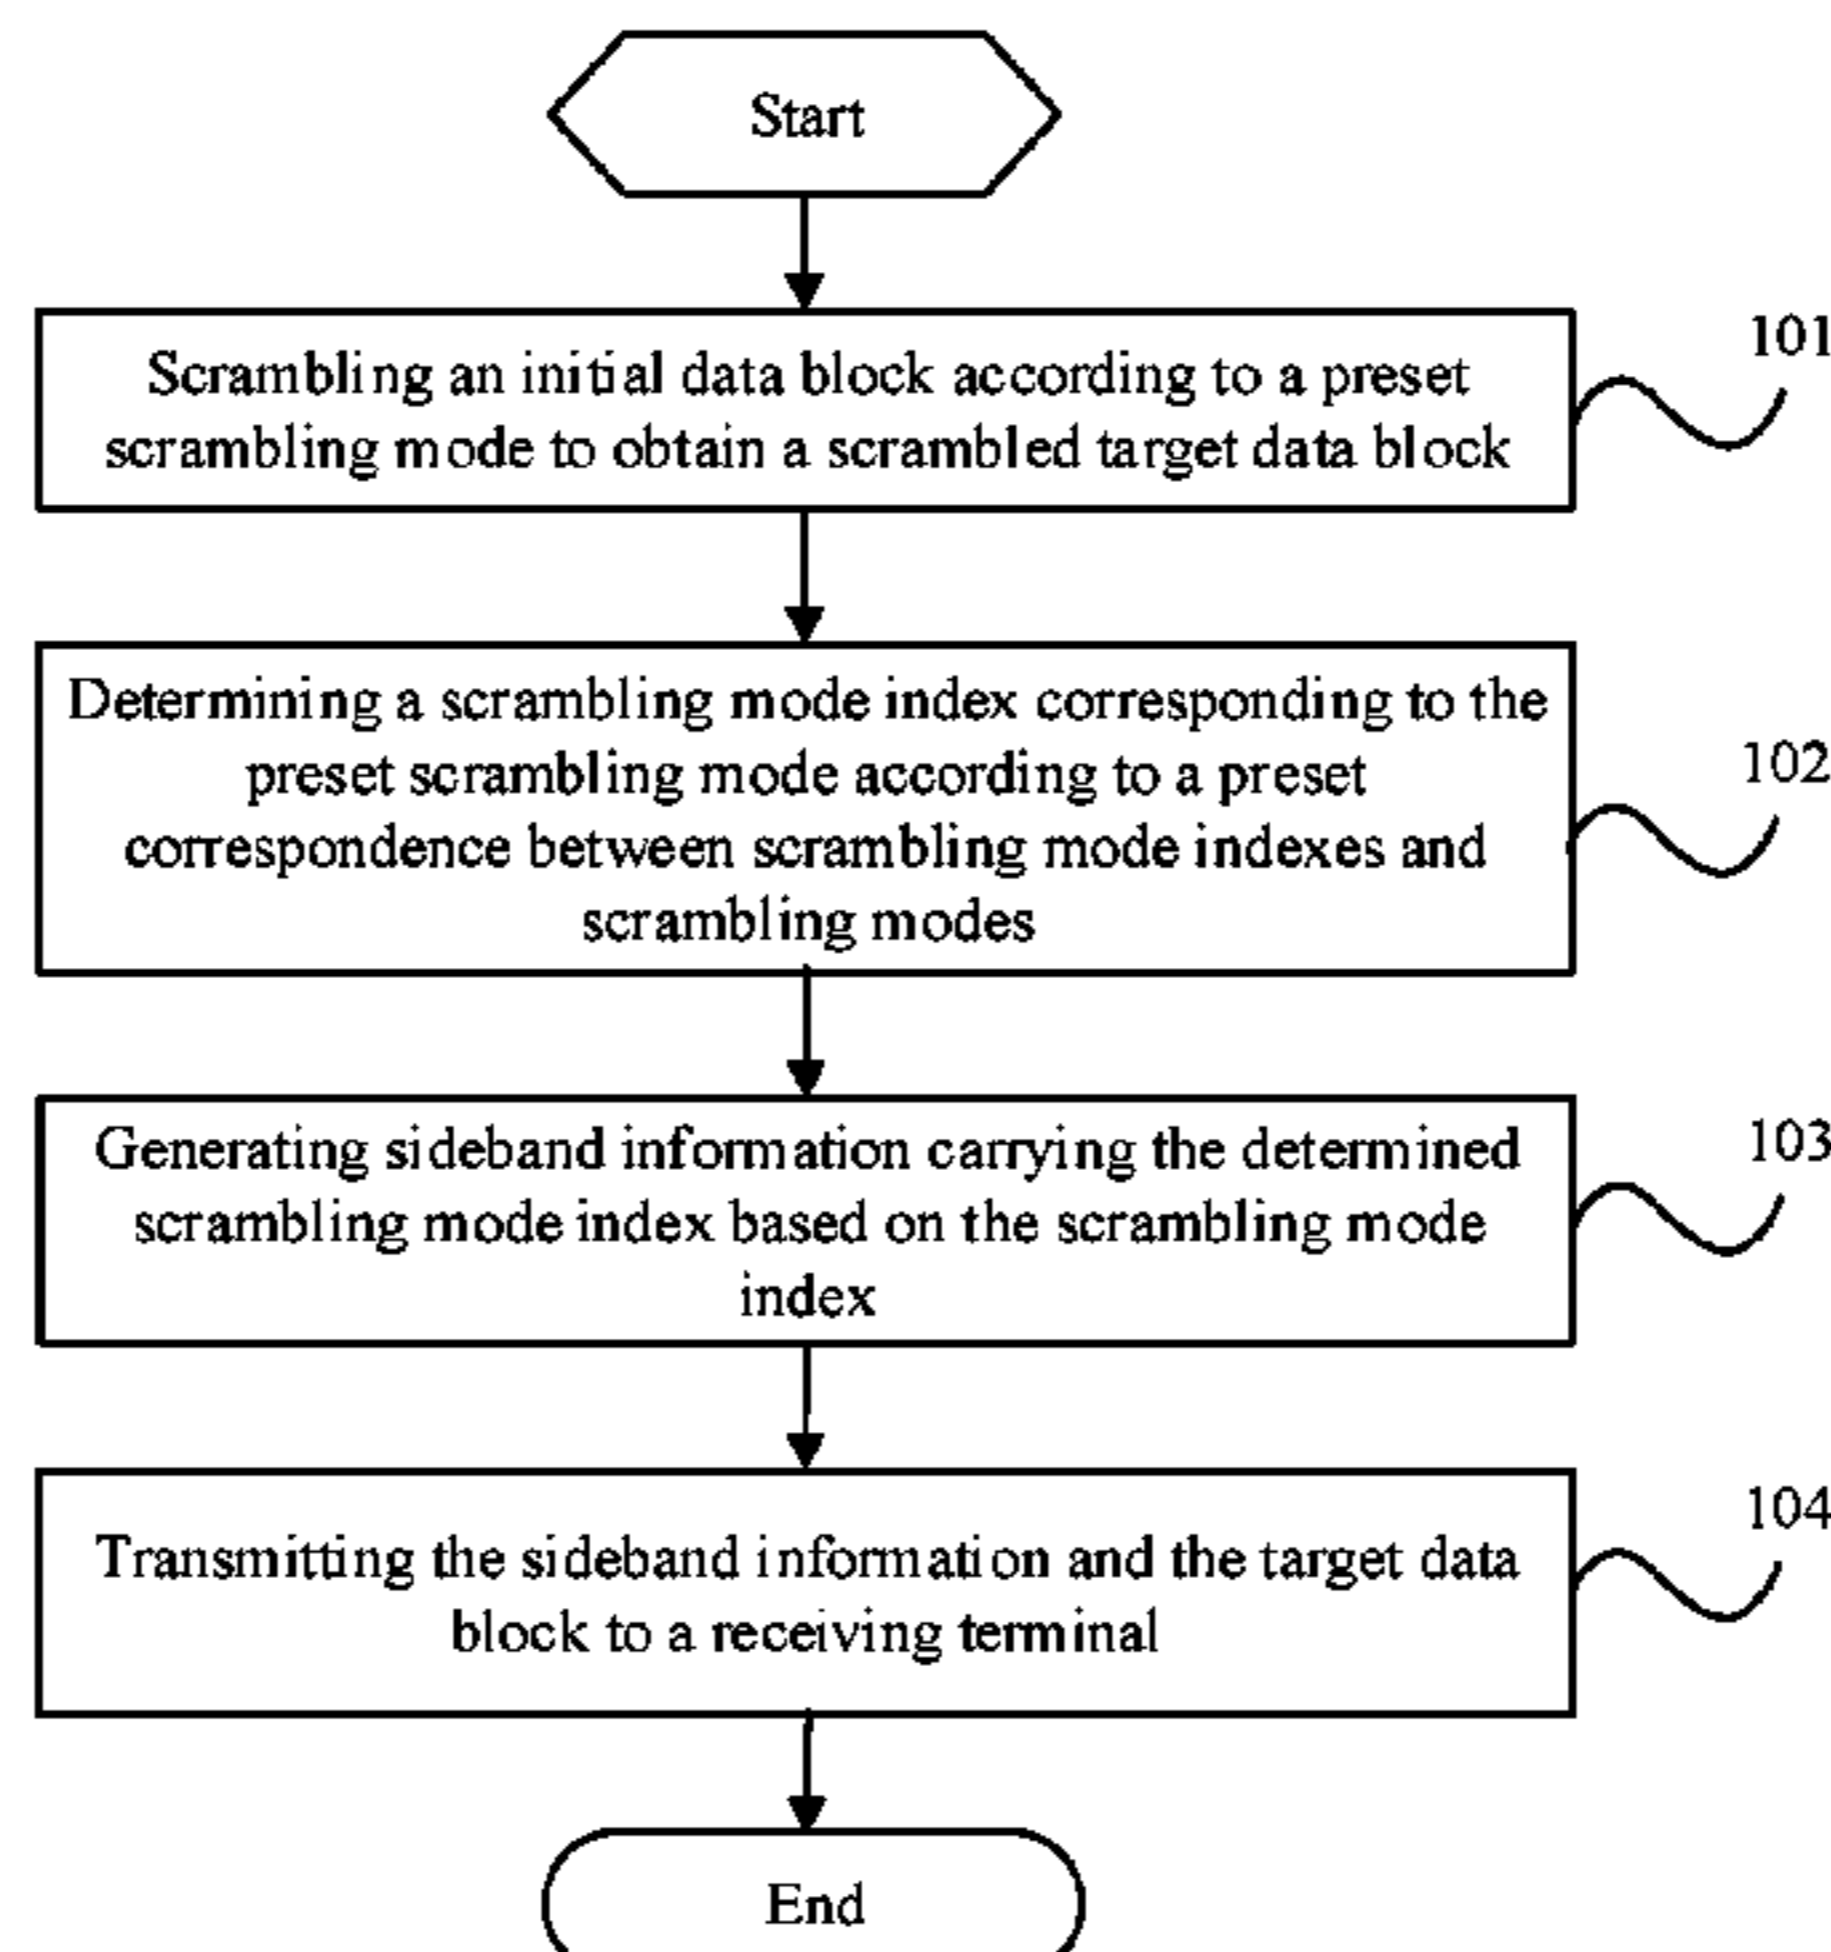 Start
101
Scrambling an initial data block according to a preset
scrambling mode to obtain a scrambled target data block
Determining a scrambling mode index corresponding to the
preset scrambling mode according to a preset
correspondence between scrambling mode indexes and
scrambling modes
102
Generating sideband information carrying the determined
scrambling mode index based on the scrambling mode
index
103
Transmitting the sideband information and the target data
block to a receiving terminal
104
End